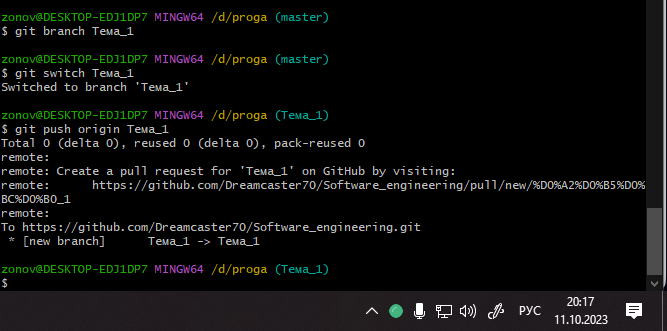 zonov@DESKTOP-EDJ1DP7 MINGW64 /d/proga (master)
$ git branch Тема_1
zonov@DESKTOP-EDJ1DP7 MINGW64 /d/proga (master)
$ git switch Тема_1
Switched to branch 'Тема_1'
zonov@DESKTOP-EDJ1DP7 MINGW64 /d/proga (Тема_1)
$ git push origin Тема_1
Total 0 (delta 0), reused 0 (delta 0), pack-reused 0
remote:
remote: Create a pull request for 'Тема_1' on GitHub by visiting:
remote:      https://github.com/Dreamcaster70/Software_engineering/pull/new/%D0%A2%D0%B5%D0%
BC%D0%B0_1
remote:
To https://github.com/Dreamcaster70/Software_engineering.git
 * [new branch]      Тема_1 -> Тема_1
zonov@DESKTOP-EDJ1DP7 MINGW64 /d/proga (Тема_1)
$
РУС
20:17
11.10.2023